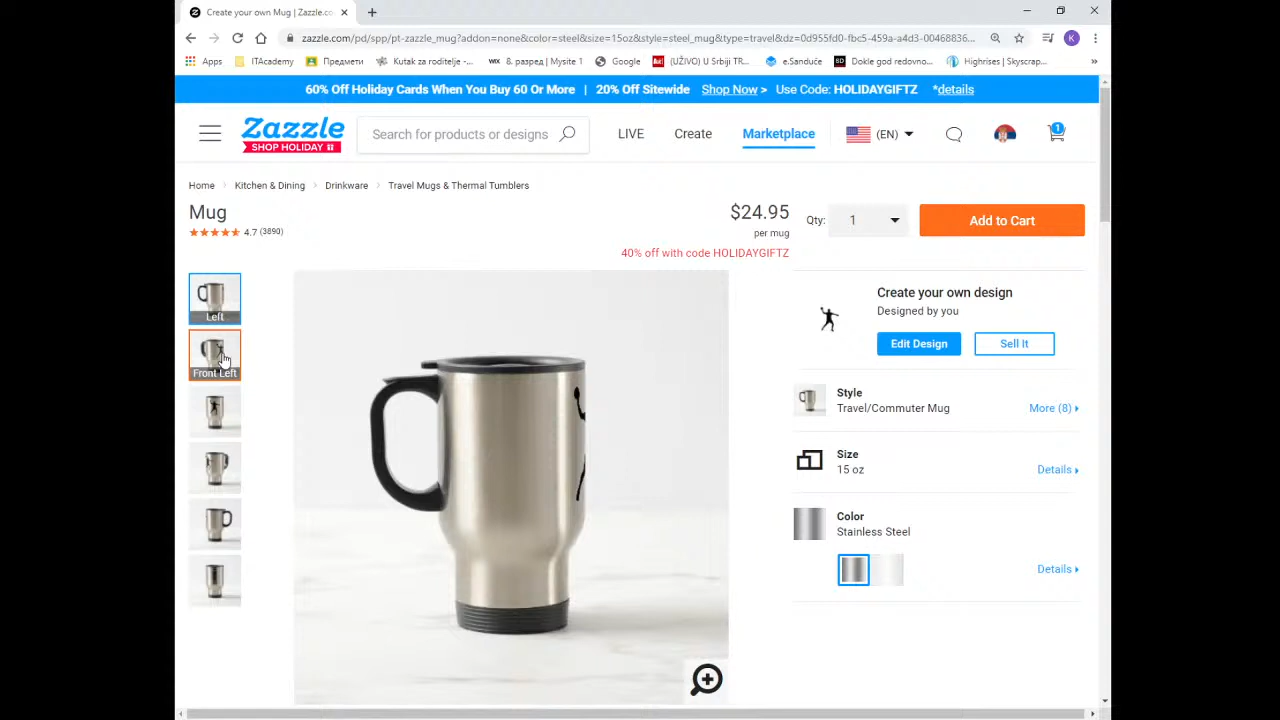 Create your own Mug | Zazzle.co
zazzle.com/pd/spp/pt-zazzle_mug?addon=none&color=steel&size=15oz&style=steel_mug&type=travel&dz=0d955fd0-fbc5-459a-a4d3-00468836...
K
Apps ITAcademy Предмети Kutak za roditelje -... WIX 8. разред | Mysite 1 Google (UŽIVO) U Srbiji TR... e.Sanduče SD Dokle god redovno... Highrises | Skyscrap...
60% Off Holiday Cards When You Buy 60 Or More | 20% Off Sitewide Shop Now > Use Code: HOLIDAYGIFTZ *details
Zazzle
SHOP HOLIDAY
Search for products or designs
LIVE Create Marketplace (EN) 1
Home Kitchen & Dining Drinkware Travel Mugs & Thermal Tumblers
Mug
4.7 (3890)
$24.95
per mug
40% off with code HOLIDAYGIFTZ
Qty: 1 Add to Cart
Left
Front Left
Create your own design
Designed by you
Edit Design Sell It
Style
Travel/Commuter Mug More (8)
Size
15 oz Details
Color
Stainless Steel
Details